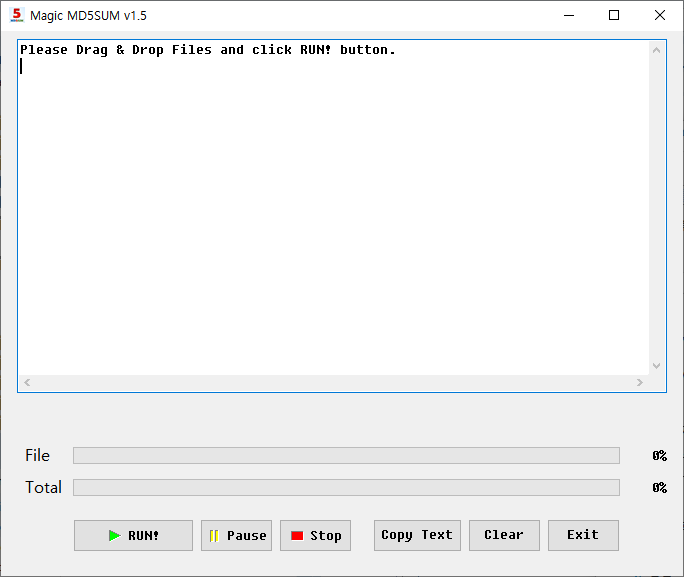 5 Magic MD5SUM v1.5
Please Drag & Drop Files and click RUN! button.
File 0%
Total 0%
RUN! Pause Stop Copy Text Clear Exit